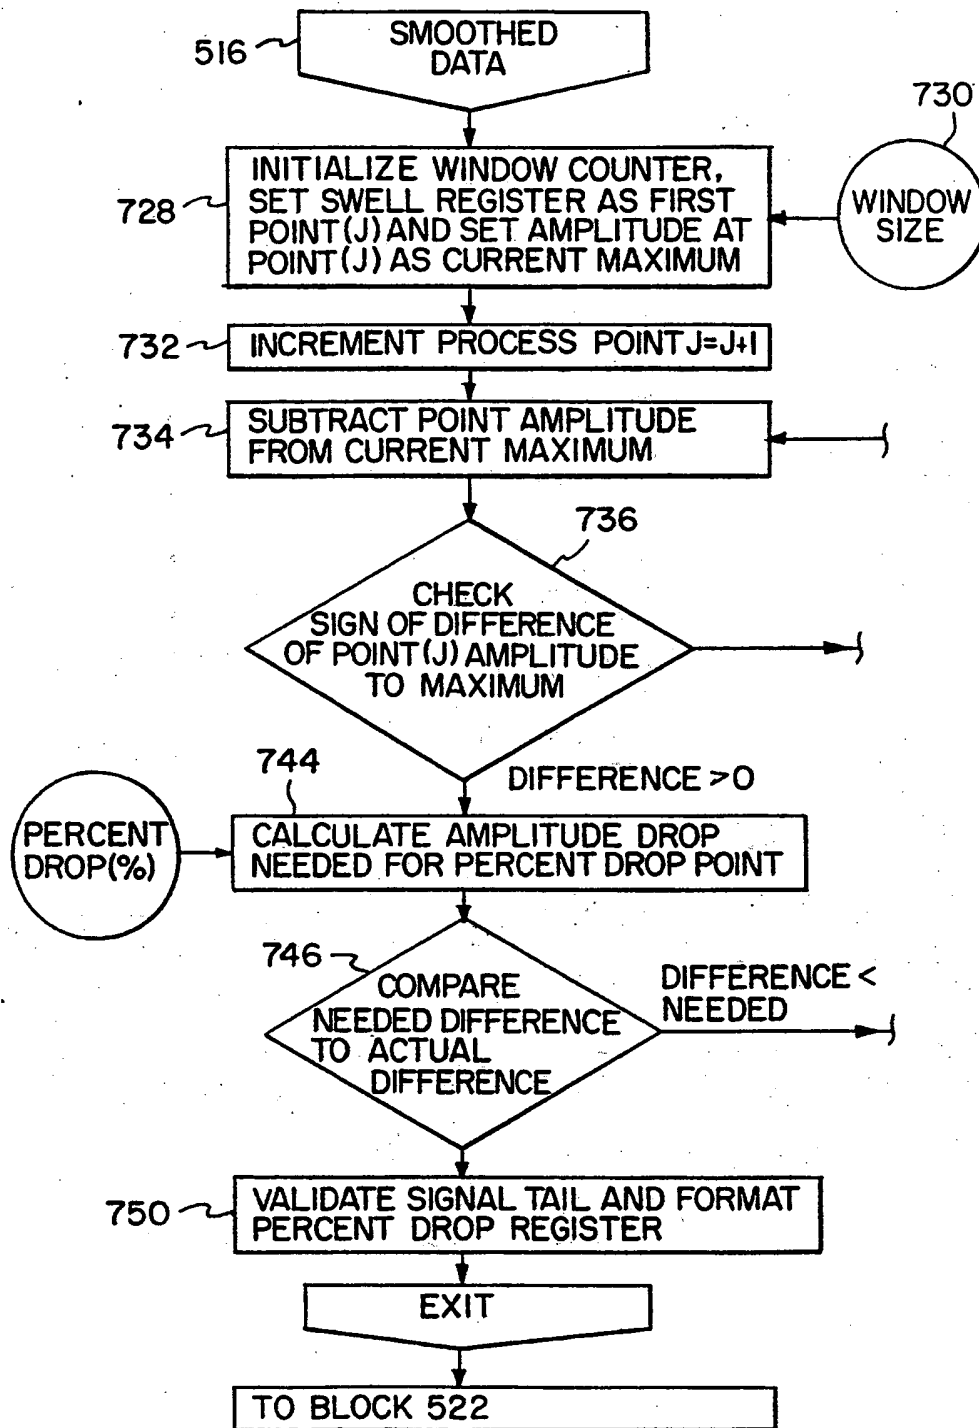 SMOOTHED
DATA
516
730
INITIALIZE WINDOW COUNTER,
SET SWELL REGISTER AS FIRST
POINT(J) AND SET AMPLITUDE AT
POINT(J) AS CURRENT MAXIMUM
728
WINDOW
SIZE
732
INCREMENT PROCESS POINT J=J+1
734
SUBTRACT POINT AMPLITUDE
FROM CURRENT MAXIMUM
736
CHECK
SIGN OF DIFFERENCE
OF POINT(J) AMPLITUDE
TO MAXIMUM
DIFFERENCE >0
744
PERCENT
DROP(%)
CALCULATE AMPLITUDE DROP
NEEDED FOR PERCENT DROP POINT
746
COMPARE
NEEDED DIFFERENCE
TO ACTUAL
DIFFERENCE
DIFFERENCE <
NEEDED
750
VALIDATE SIGNAL TAIL AND FORMAT
PERCENT DROP REGISTER
EXIT
TO BLOCK 522